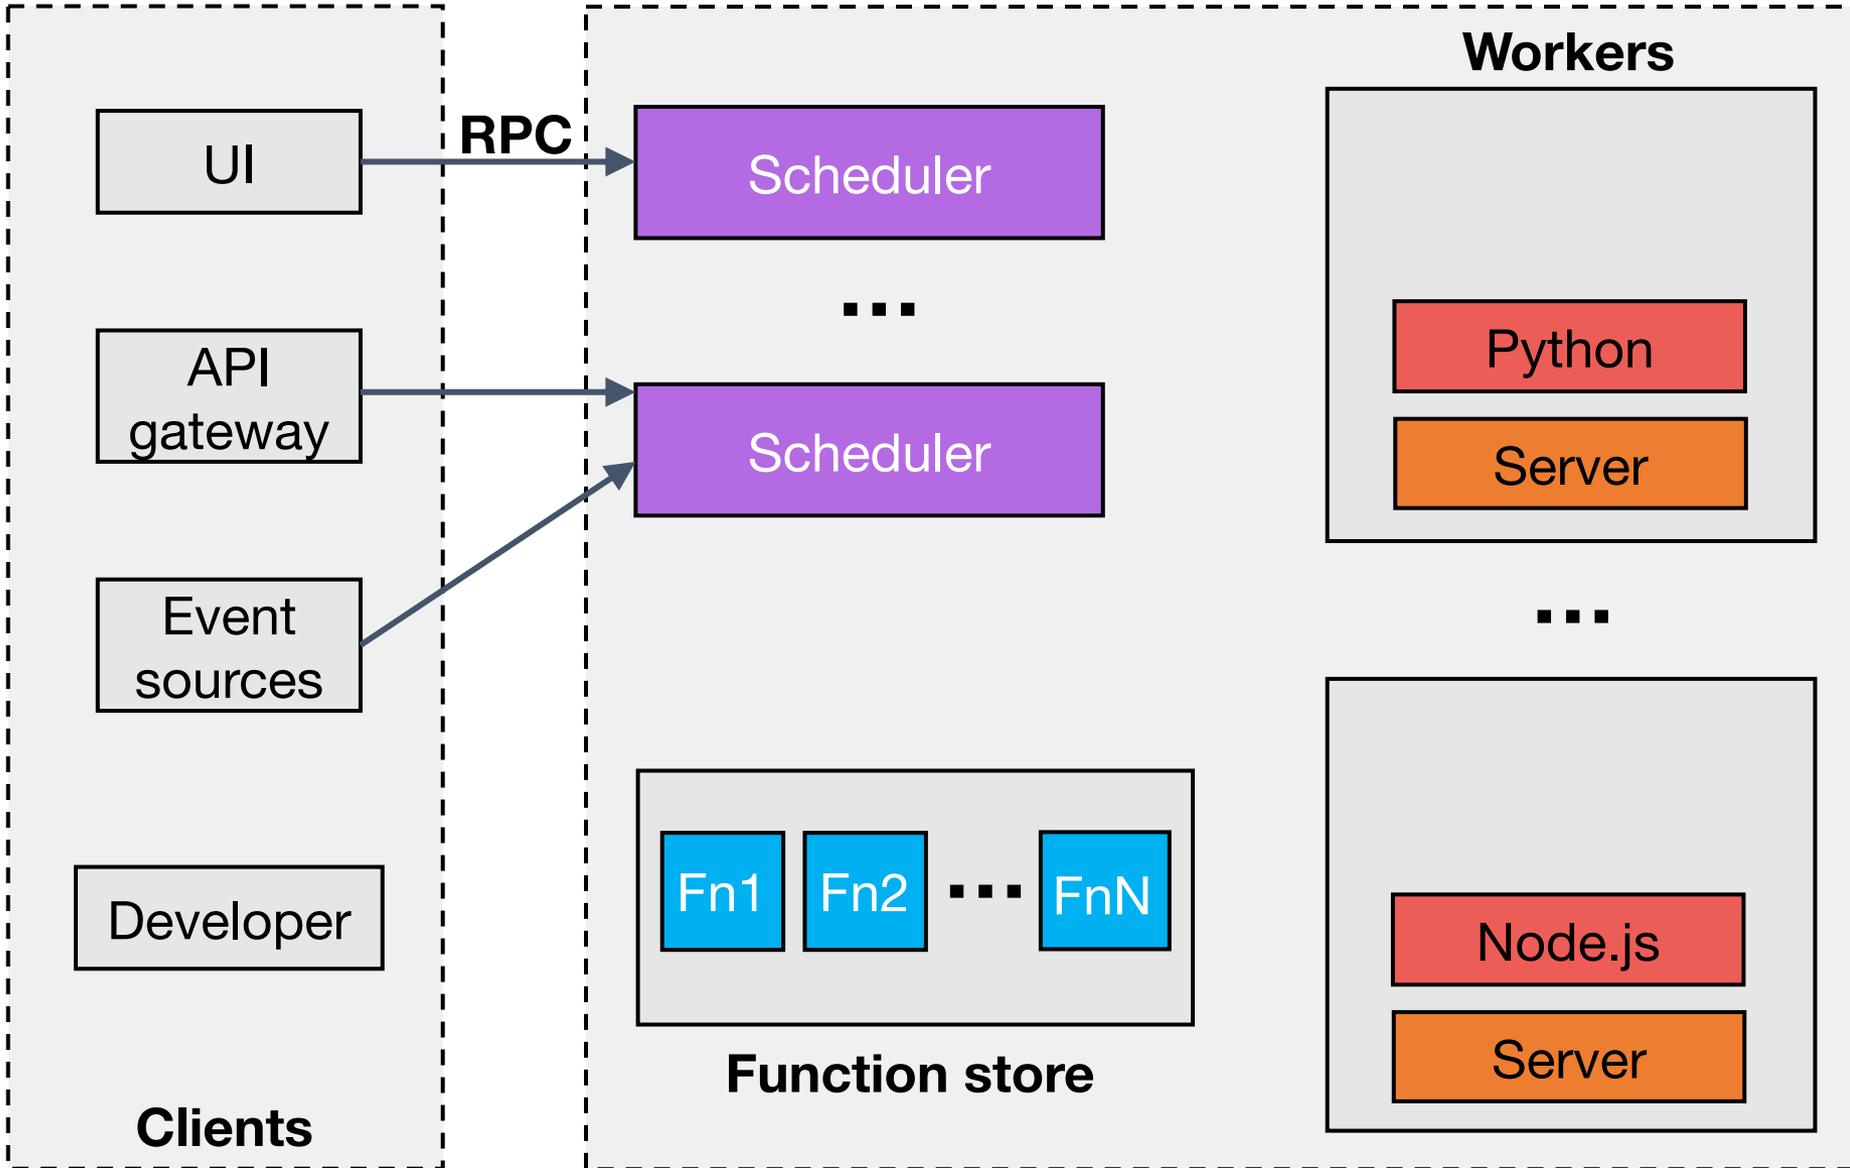 Workers
UI
RPC
Scheduler
...
API
gateway
Scheduler
Python
Server
Event
sources
...
Developer
Fn1
Fn2
...
FnN
Node.js
Server
Function store
Clients